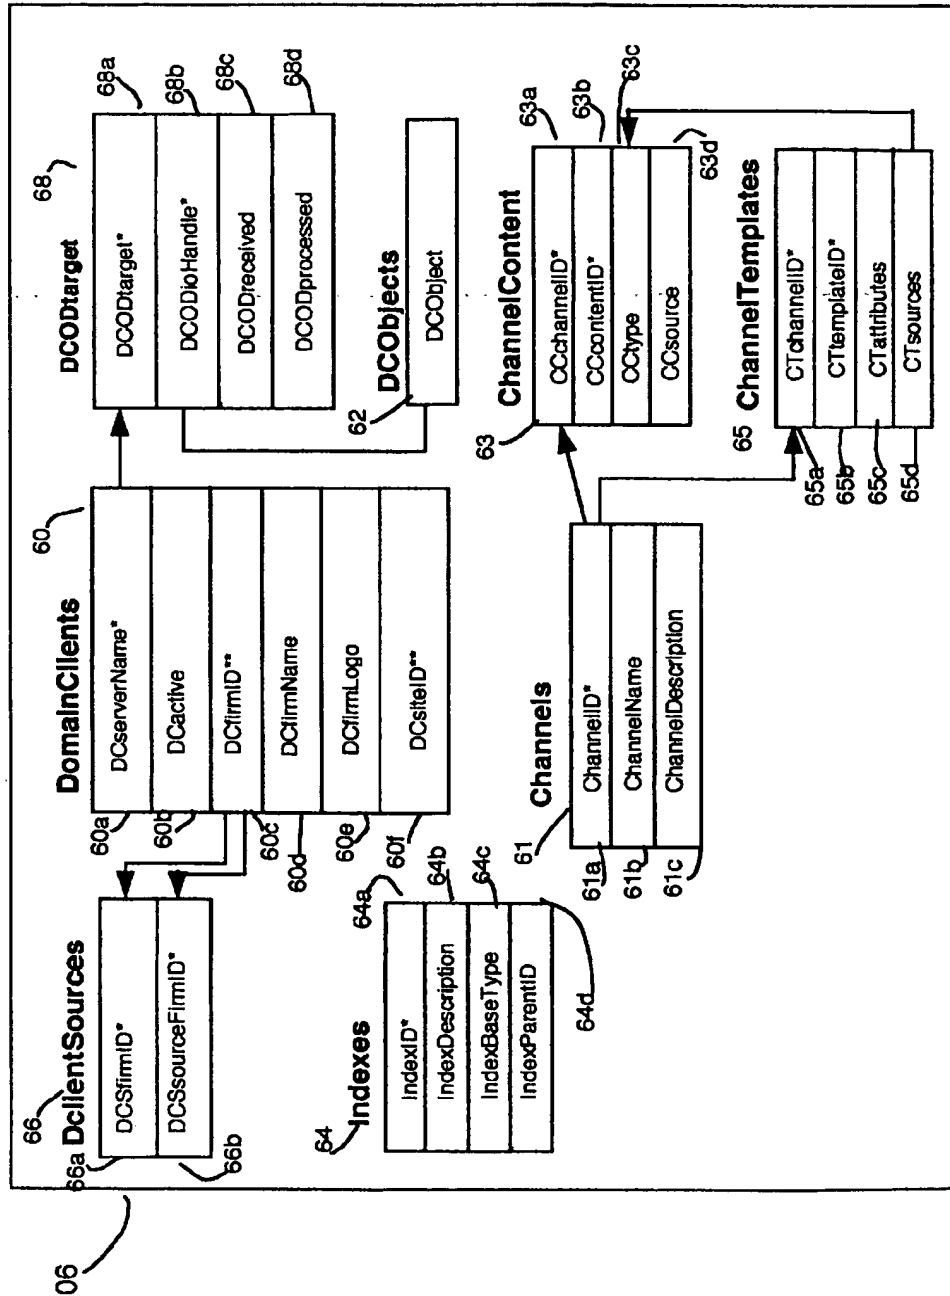 06
66
DclientSources
66a
DCSfirmID*
DCSsourceFirmID*
66b
DomainClients
60
60a
DCserverName*
60b
DCactive
60c
DCfirmID**
60d
DCfirmName
60e
DCfirmLogo
60f
DCsiteID**
DCODtarget
68
DCODtarget*
68a
DCODioHandle*
68b
DCODreceived
68c
DCODprocessed
68d
64
Indexes
IndexID*
64a
IndexDescription
64b
IndexBaseType
64c
IndexParentID
64d
DCObjects
62
DCObject
Channels
61
61a
ChannelID*
61b
ChannelName
61c
ChannelDescription
ChannelContent
63
CCchannelID*
63a
CCcontentID*
63b
CCtype
63c
CCsource
63d
65
ChannelTemplates
65a
CTchannelID*
65b
CTtemplateID*
65c
CTattributes
65d
CTsources